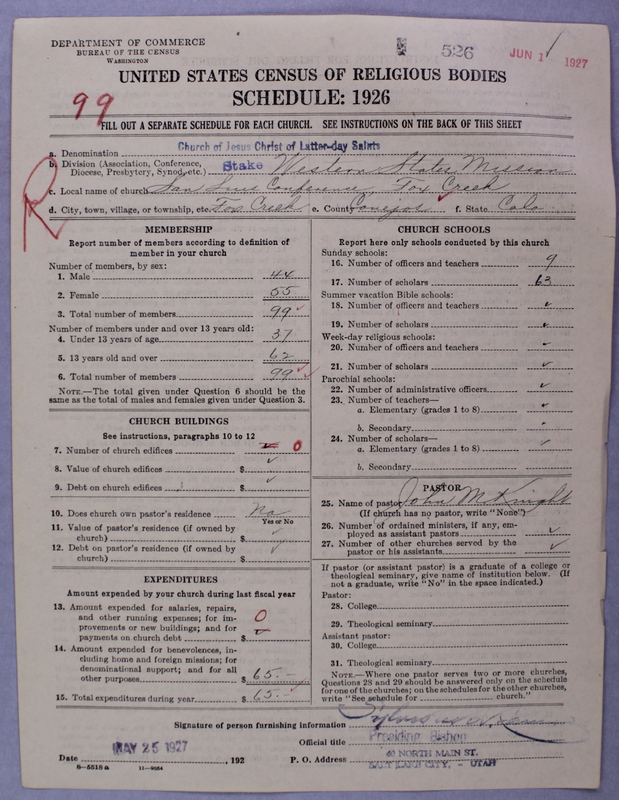 DEPARTMENT OF COMMERCE
BUREAU OF THE CENSUS
WASHINGTON
526
JUN 1 1927
UNITED STATES CENSUS OF RELIGIOUS BODIES
SCHEDULE: 1926
99
FILL OUT A SEPARATE SCHEDULE FOR EACH CHURCH. SEE INSTRUCTIONS ON THE BACK OF THIS SHEET
R
a. Denomination Church of Jesus Christ of Latter-day Saints
b. Division (Association, Conference, Diocese, Presbytery, Synod, etc.) Stake Western States Mission
c. Local name of church San Luis Conference, Fox Creek
d. City, town, village, or township, etc. Fox Creek e. County Conejos f. State Colo
MEMBERSHIP
Report number of members according to definition of
member in your church
Number of members, by sex:
1. Male 44
2. Female 55
3. Total number of members 99
Number of members under and over 13 years old:
4. Under 13 years of age 37
5. 13 years old and over 62
6. Total number of members 99
NOTE.—The total given under Question 6 should be the
same as the total of males and females given under Question 3.
CHURCH BUILDINGS
See instructions, paragraphs 10 to 12
7. Number of church edifices 0
8. Value of church edifices $
9. Debt on church edifices $
10. Does church own pastor's residence No
Yes or No
11. Value of pastor's residence (if owned by
church) $
12. Debt on pastor's residence (if owned by
church) $
EXPENDITURES
Amount expended by your church during last fiscal year
13. Amount expended for salaries, repairs,
and other running expenses; for im-
provements or new buildings; and for
payments on church debt $ 0
14. Amount expended for benevolences, in-
cluding home and foreign missions; for
denominational support; and for all
other purposes $ 65.—
15. Total expenditures during year $ 65.—
CHURCH SCHOOLS
Report here only schools conducted by this church
Sunday schools:
16. Number of officers and teachers 9
17. Number of scholars 63
Summer vacation Bible schools:
18. Number of officers and teachers
19. Number of scholars
Week-day religious schools:
20. Number of officers and teachers
21. Number of scholars
Parochial schools:
22. Number of administrative officers
23. Number of teachers—
a. Elementary (grades 1 to 8)
b. Secondary
24. Number of scholars—
a. Elementary (grades 1 to 8)
b. Secondary
PASTOR
25. Name of pastor John McKnight
(If church has no pastor, write "None")
26. Number of ordained ministers, if any, em-
ployed as assistant pastors
27. Number of other churches served by the
pastor or his assistants
If pastor (or assistant pastor) is a graduate of a college or
theological seminary, give name of institution below. (If
not a graduate, write "No" in the space indicated.)
Pastor:
28. College
29. Theological seminary
Assistant pastor:
30. College
31. Theological seminary
NOTE.—Where one pastor serves two or more churches,
Questions 28 and 29 should be answered only on the schedule
for one of the churches; on the schedules for the other churches,
write "See schedule for church."
Signature of person furnishing information
Official title Presiding Bishop
Date MAY 25 1927, 192 P. O. Address 40 NORTH MAIN ST.
SALT LAKE CITY, - UTAH
8—5518 a 11—9054